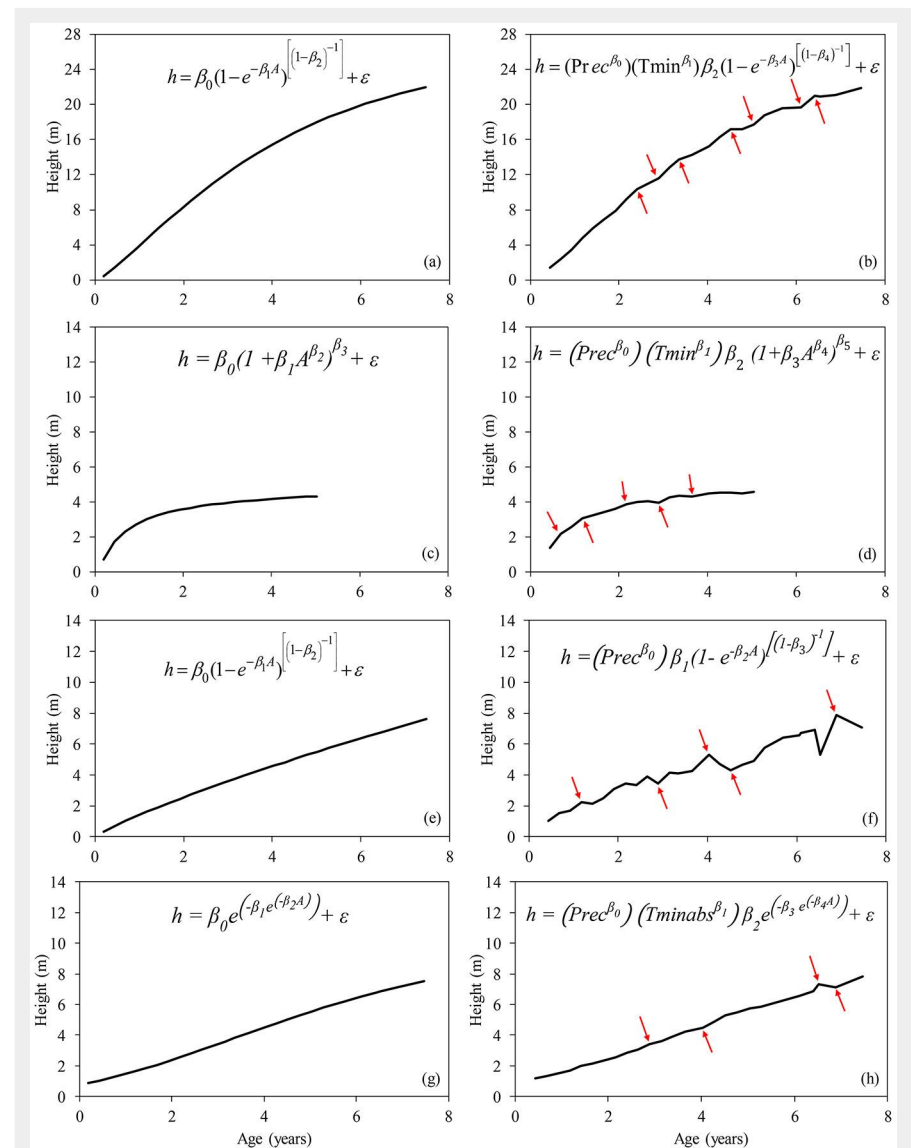 28
24
20
16
12
8
4
0
Height (m)
h = β₀(1−e^{−β₁A})^{[(1−β₂)^{−1}]} + ε
(a)
0 2 4 6 8
28
24
20
16
12
8
4
0
Height (m)
h = (Prec^{β₀})(Tmin^{β₁})β₂(1−e^{−β₃A})^{[(1−β₄)^{−1}]} + ε
(b)
0 2 4 6 8
14
12
10
8
6
4
2
0
Height (m)
h = β₀(1 +β₁A^{β₂})^{β₃} + ε
(c)
0 2 4 6 8
14
12
10
8
6
4
2
0
Height (m)
h = (Prec^{β₀}) (Tmin^{β₁}) β₂ (1+β₃A^{β₄})^{β₅} + ε
(d)
0 2 4 6 8
14
12
10
8
6
4
2
0
Height (m)
h = β₀(1−e^{−β₁A})^{[(1−β₂)^{−1}]} + ε
(e)
0 2 4 6 8
14
12
10
8
6
4
2
0
Height (m)
h = (Prec^{β₀}) β₁(1- e^{-β₂A})^{[(1-β₃)^{-1}]} + ε
(f)
0 2 4 6 8
14
12
10
8
6
4
2
0
Height (m)
h = β₀e^{(-β₁e^{(-β₂A)})} + ε
(g)
0 2 4 6 8
Age (years)
14
12
10
8
6
4
2
0
Height (m)
h = (Prec^{β₀}) (Tminabs^{β₁}) β₂e^{(-β₃ e^{(-β₄A)})} + ε
(h)
0 2 4 6 8
Age (years)